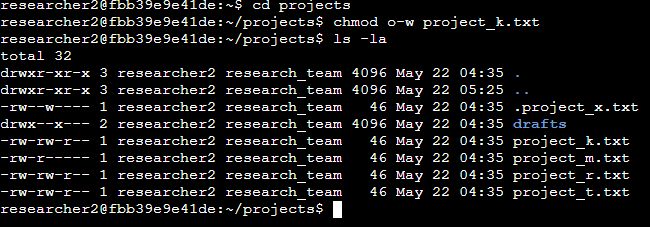 researcher2@fbb39e9e41de:~$ cd projects
researcher2@fbb39e9e41de:~/projects$ chmod o-w project_k.txt
researcher2@fbb39e9e41de:~/projects$ ls -la
total 32
drwxr-xr-x 3 researcher2 research_team 4096 May 22 04:35 .
drwxr-xr-x 3 researcher2 research_team 4096 May 22 05:25 ..
-rw--w---- 1 researcher2 research_team   46 May 22 04:35 .project_x.txt
drwx--x--- 2 researcher2 research_team 4096 May 22 04:35 drafts
-rw-rw-r-- 1 researcher2 research_team   46 May 22 04:35 project_k.txt
-rw-r----- 1 researcher2 research_team   46 May 22 04:35 project_m.txt
-rw-rw-r-- 1 researcher2 research_team   46 May 22 04:35 project_r.txt
-rw-rw-r-- 1 researcher2 research_team   46 May 22 04:35 project_t.txt
researcher2@fbb39e9e41de:~/projects$